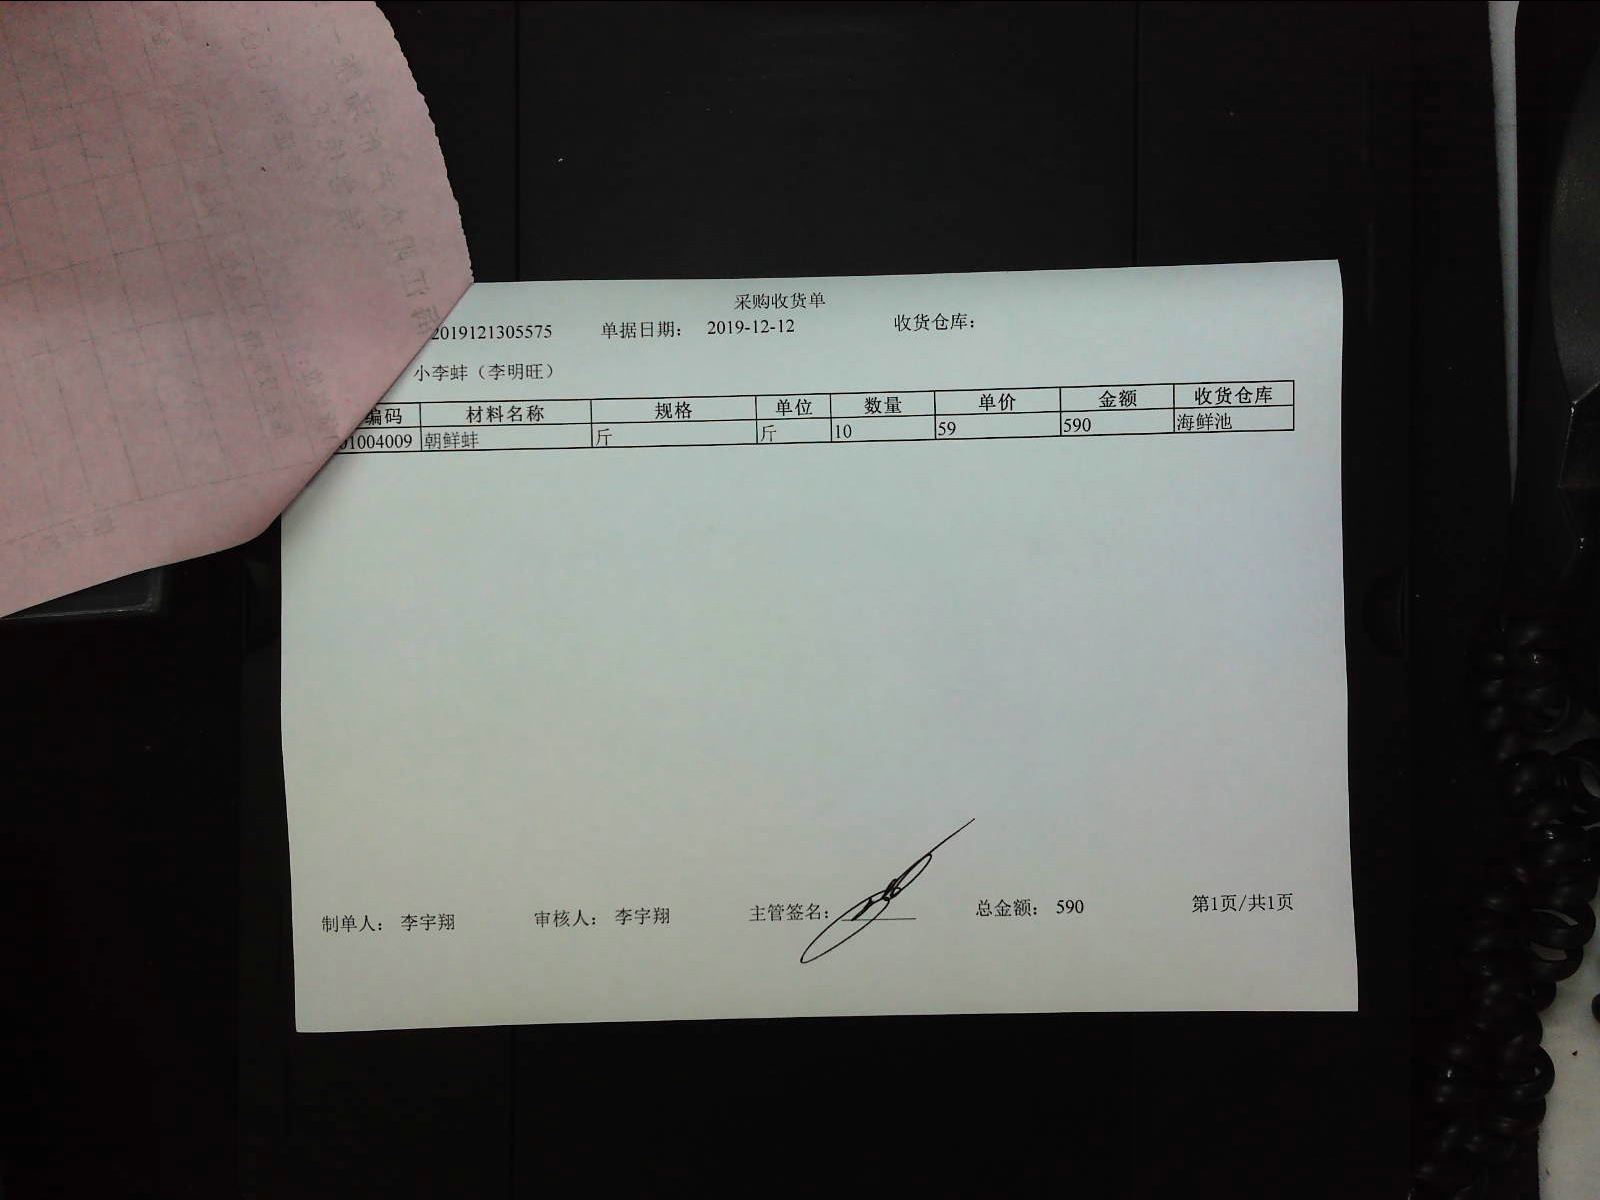 采购收货单
2019121305575 单据日期： 2019-12-12 收货仓库：
小李蚌（李明旺）
编码 材料名称 规格 单位 数量 单价 金额 收货仓库
01004009 朝鲜蚌 斤 斤 10 59 590 海鲜池
制单人： 李宇翔 审核人： 李宇翔 主管签名： 总金额： 590 第1页/共1页